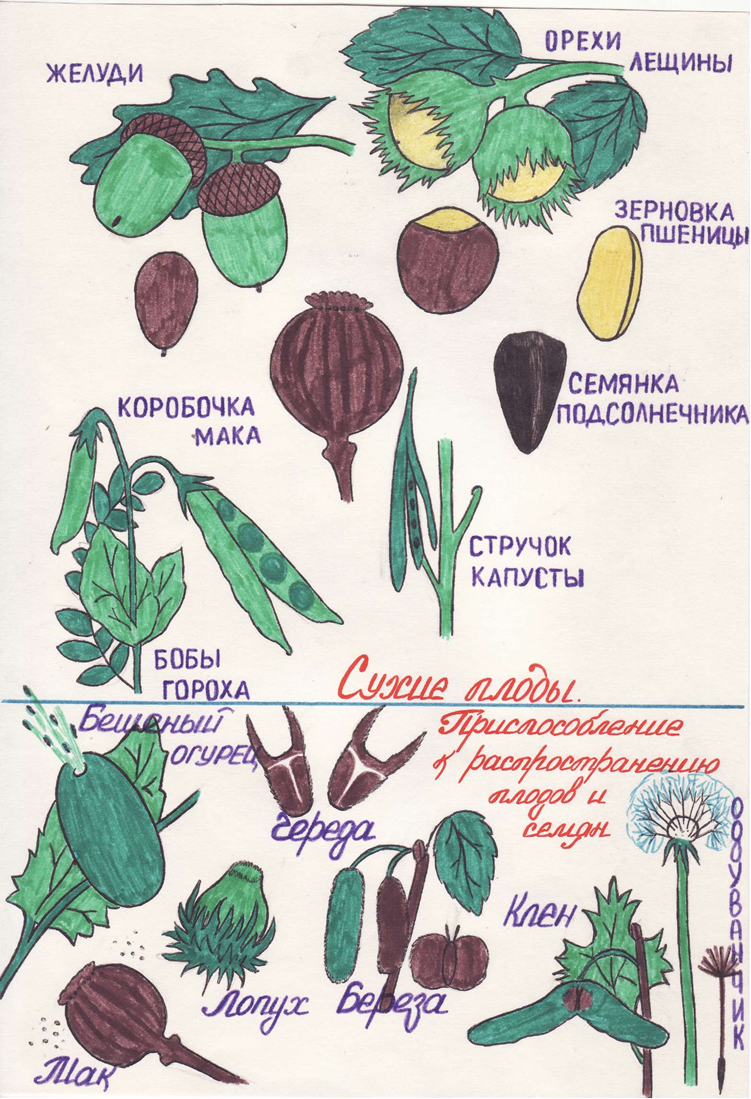 ЖЕЛУДИ
ОРЕХИ
ЛЕЩИНЫ
ЗЕРНОВКА
ПШЕНИЦЫ
СЕМЯНКА
ПОДСОЛНЕЧНИКА
КОРОБОЧКА
МАКА
СТРУЧОК
КАПУСТЫ
БОБЫ
ГОРОХА
Сухие плоды.
Бешеный
ОГУРЕЦ
Приспособление
к распространению
плодов и
семян
Череда
ОДУВАНЧИК
Клен
Лопух
Береза
Мак